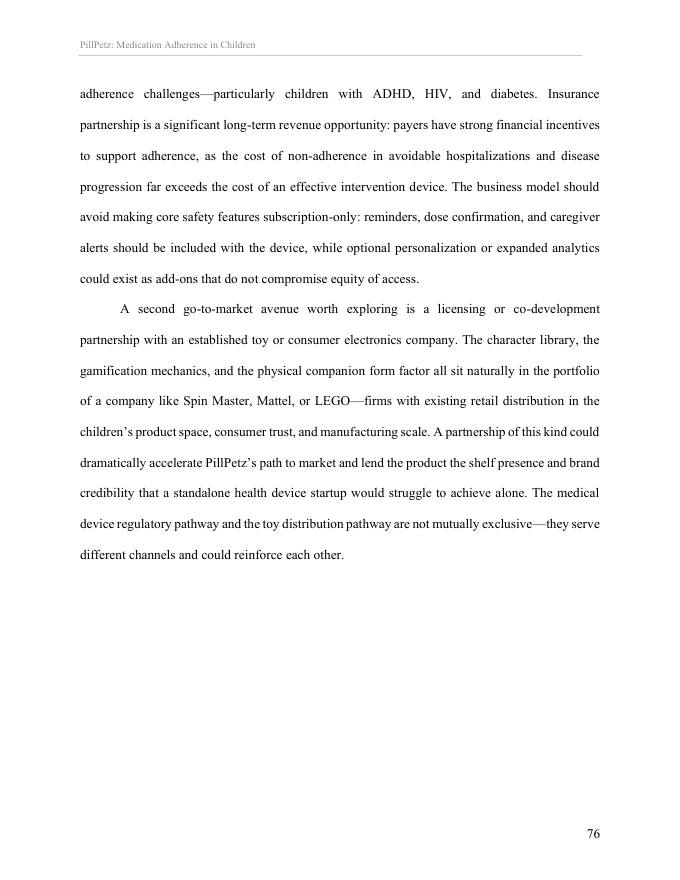 PillPetz: Medication Adherence in Children
adherence challenges—particularly children with ADHD, HIV, and diabetes. Insurance
partnership is a significant long-term revenue opportunity: payers have strong financial incentives
to support adherence, as the cost of non-adherence in avoidable hospitalizations and disease
progression far exceeds the cost of an effective intervention device. The business model should
avoid making core safety features subscription-only: reminders, dose confirmation, and caregiver
alerts should be included with the device, while optional personalization or expanded analytics
could exist as add-ons that do not compromise equity of access.
A second go-to-market avenue worth exploring is a licensing or co-development
partnership with an established toy or consumer electronics company. The character library, the
gamification mechanics, and the physical companion form factor all sit naturally in the portfolio
of a company like Spin Master, Mattel, or LEGO—firms with existing retail distribution in the
children’s product space, consumer trust, and manufacturing scale. A partnership of this kind could
dramatically accelerate PillPetz’s path to market and lend the product the shelf presence and brand
credibility that a standalone health device startup would struggle to achieve alone. The medical
device regulatory pathway and the toy distribution pathway are not mutually exclusive—they serve
different channels and could reinforce each other.
76